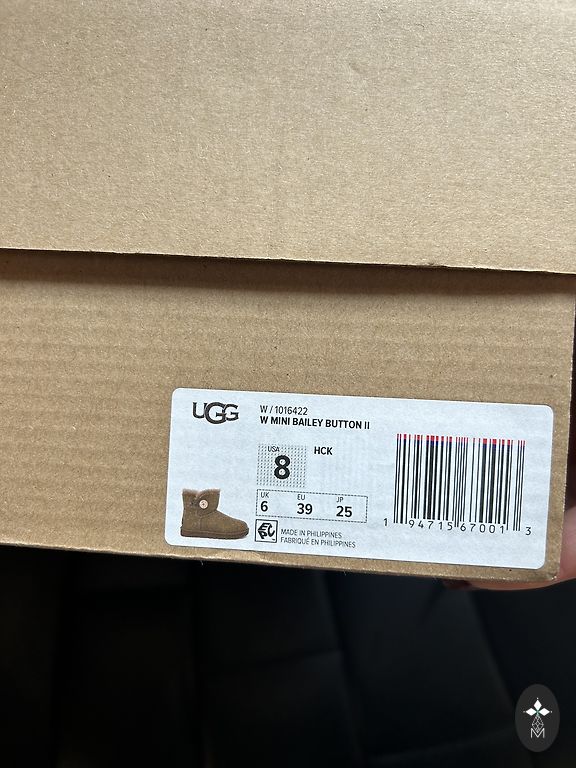 UGG
W / 1016422
W MINI BAILEY BUTTON II
USA
8
HCK
UK
6
EU
39
JP
25
1 94715 67001 3
MADE IN PHILIPPINES
FABRIQUÉ EN PHILIPPINES
M